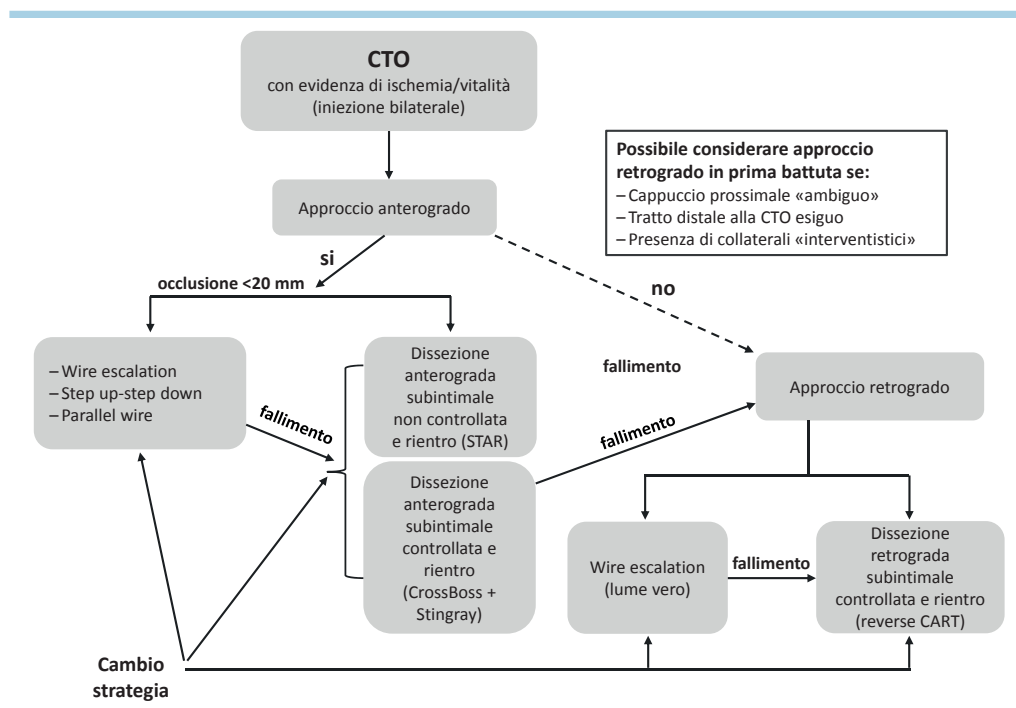 CTO
con evidenza di ischemia/vitalità
(iniezione bilaterale)
Possibile considerare approccio
retrogrado in prima battuta se:
– Cappuccio prossimale «ambiguo»
– Tratto distale alla CTO esiguo
– Presenza di collaterali «interventistici»
Approccio anterogrado
si
no
occlusione <20 mm
– Wire escalation
– Step up-step down
– Parallel wire
fallimento
Dissezione
anterograda
subintimale
non controllata
e rientro (STAR)
Dissezione
anterograda
subintimale
controllata e
rientro
(CrossBoss +
Stingray)
fallimento
fallimento
Approccio retrogrado
Wire escalation
(lume vero)
fallimento
Dissezione
retrograda
subintimale
controllata e rientro
(reverse CART)
Cambio
strategia